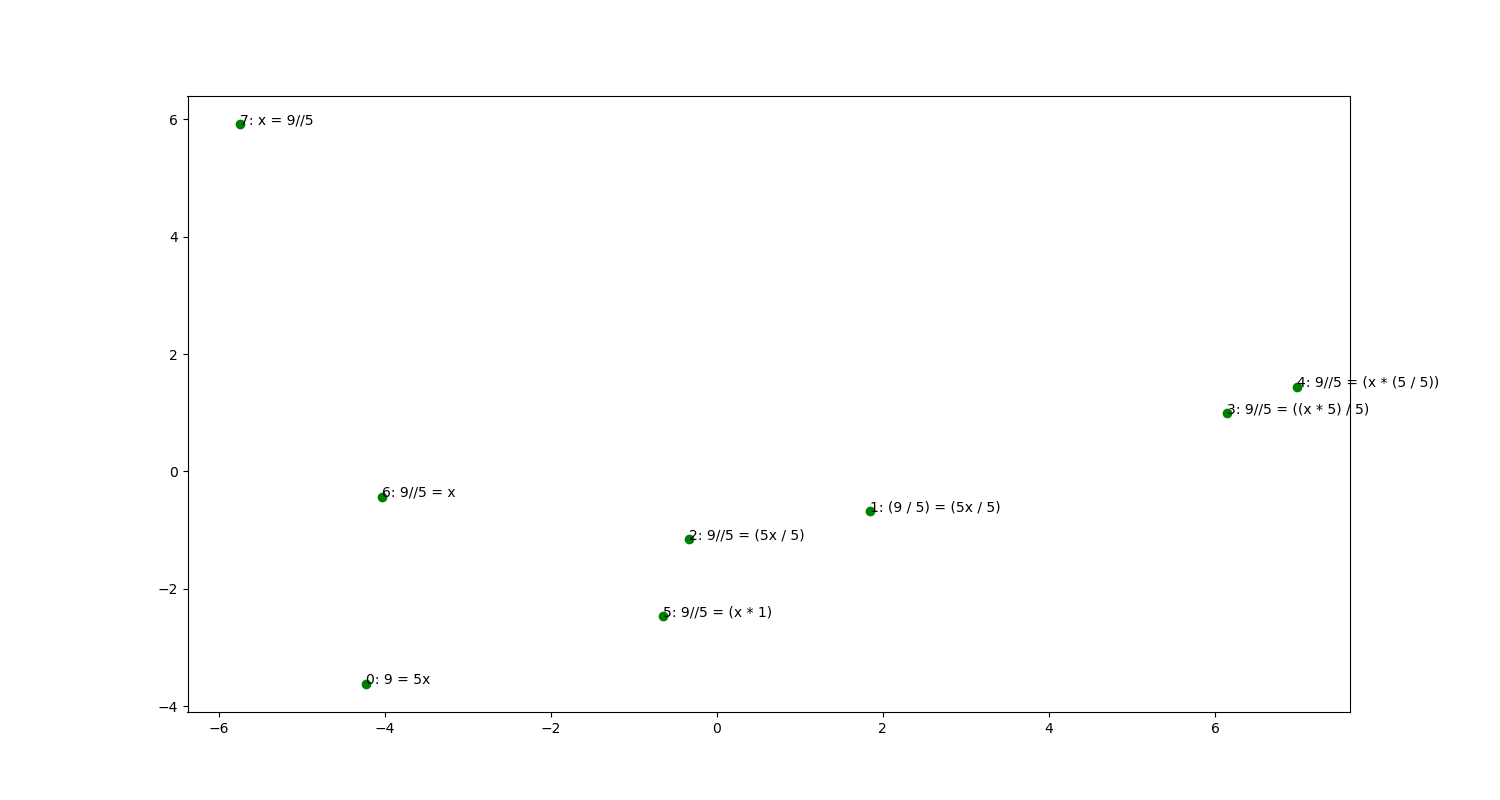 6
7: x = 9//5
4
2
4: 9//5 = (x * (5 / 5))
3: 9//5 = ((x * 5) / 5)
0
6: 9//5 = x
1: (9 / 5) = (5x / 5)
2: 9//5 = (5x / 5)
−2
5: 9//5 = (x * 1)
0: 9 = 5x
−4
−6 −4 −2 0 2 4 6